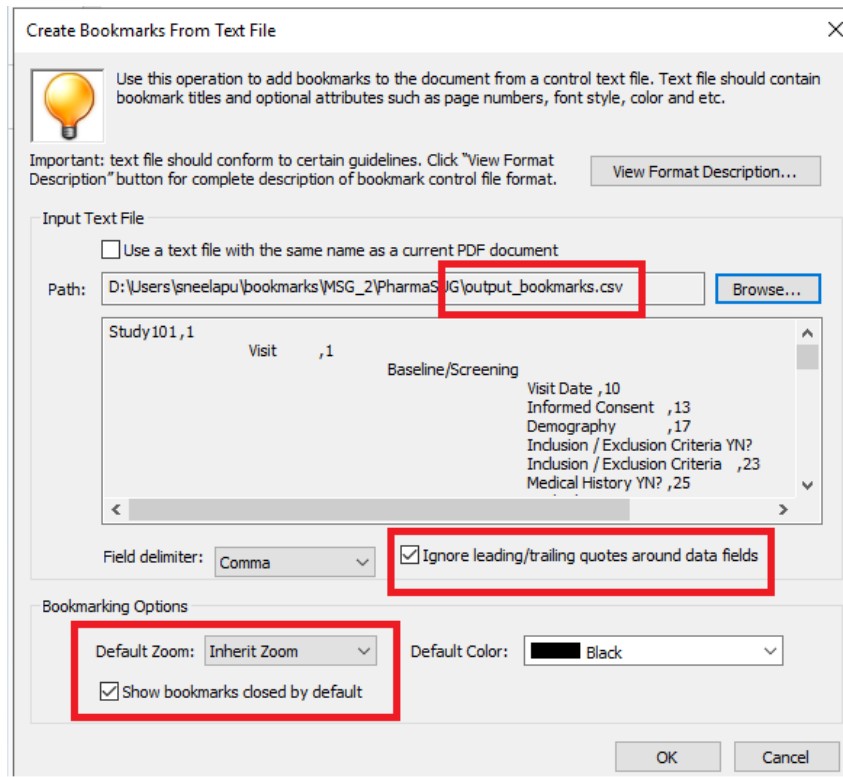 Create Bookmarks From Text File
Use this operation to add bookmarks to the document from a control text file. Text file should contain
bookmark titles and optional attributes such as page numbers, font style, color and etc.
Important: text file should conform to certain guidelines. Click "View Format
Description" button for complete description of bookmark control file format.
View Format Description...
Input Text File
Use a text file with the same name as a current PDF document
Path: D:\Users\sneelapu\bookmarks\MSG_2\PharmaSUG\output_bookmarks.csv Browse...
Study101,1
Visit ,1
Baseline/Screening
Visit Date ,10
Informed Consent ,13
Demography ,17
Inclusion / Exclusion Criteria YN?
Inclusion / Exclusion Criteria ,23
Medical History YN? ,25
Field delimiter: Comma Ignore leading/trailing quotes around data fields
Bookmarking Options
Default Zoom: Inherit Zoom Default Color: Black
Show bookmarks closed by default
OK Cancel